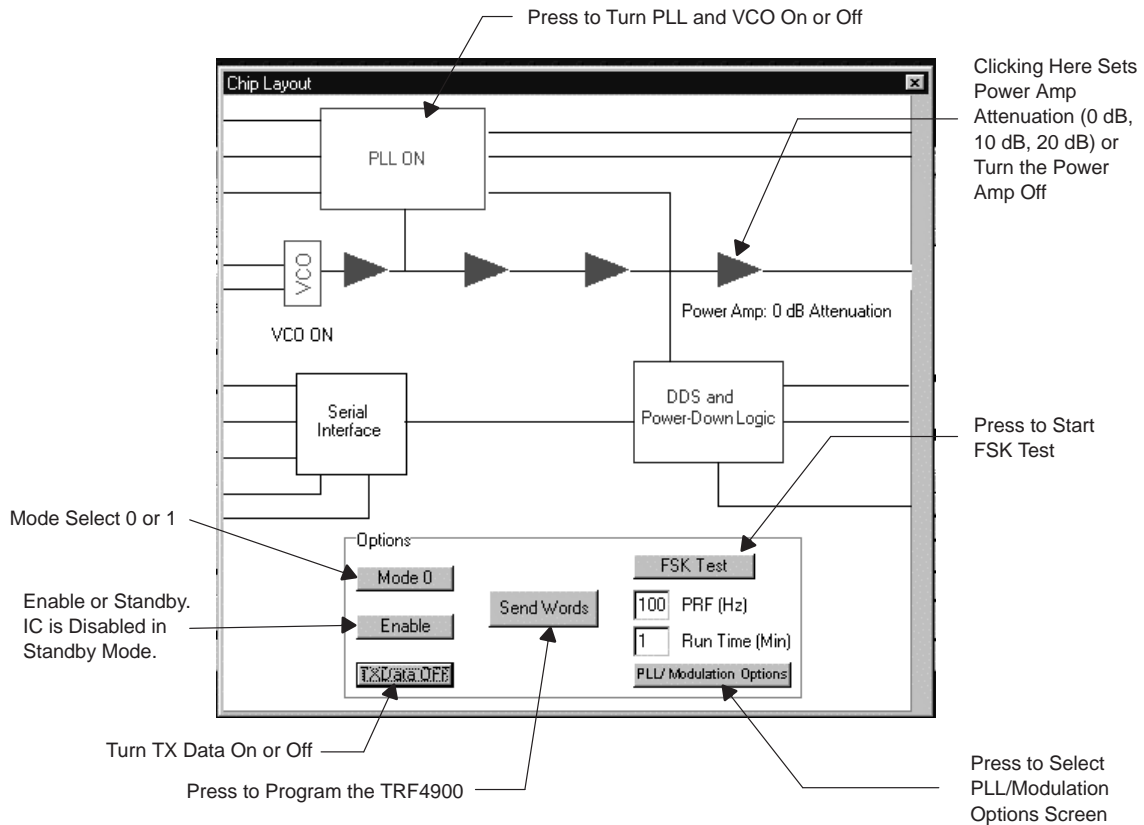 Press to Turn PLL and VCO On or Off
Clicking Here Sets
Power Amp
Attenuation (0 dB,
10 dB, 20 dB) or
Turn the Power
Amp Off
Chip Layout
PLL ON
VCO
VCO ON
Power Amp: 0 dB Attenuation
Serial
Interface
DDS and
Power-Down Logic
Press to Start
FSK Test
Mode Select 0 or 1
Enable or Standby.
IC is Disabled in
Standby Mode.
Options
Mode 0
Enable
TXData OFF
Send Words
FSK Test
100 PRF (Hz)
1 Run Time (Min)
PLL/ Modulation Options
Turn TX Data On or Off
Press to Program the TRF4900
Press to Select
PLL/Modulation
Options Screen